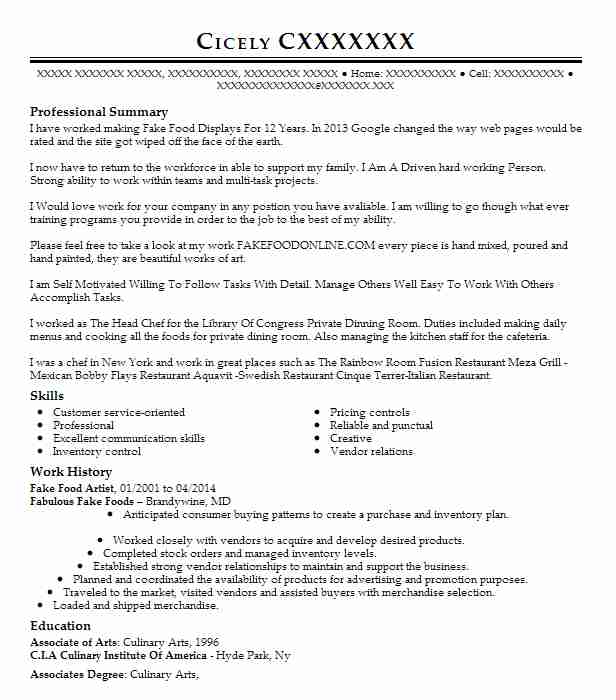 Cicely CXXXXXXX
XXXXX XXXXXXX XXXXX, XXXXXXXXXX, XXXXXXXX XXXXX ● Home: XXXXXXXXXX ● Cell: XXXXXXXXXX ●
XXXXXXXXXXXXXX@XXXXXXX.XXX
Professional Summary
I have worked making Fake Food Displays For 12 Years. In 2013 Google changed the way web pages would be
rated and the site got wiped off the face of the earth.
I now have to return to the workforce in able to support my family. I Am A Driven hard working Person.
Strong ability to work within teams and multi-task projects.
I Would love work for your company in any postion you have avaliable. I am willing to go though what ever
training programs you provide in order to the job to the best of my ability.
Please feel free to take a look at my work FAKEFOODONLINE.COM every piece is hand mixed, poured and
hand painted, they are beautiful works of art.
I am Self Motivated Willing To Follow Tasks With Detail. Manage Others Well Easy To Work With Others
Accomplish Tasks.
I worked as The Head Chef for the Library Of Congress Private Dinning Room. Duties included making daily
menus and cooking all the foods for private dinning room. Also managing the kitchen staff for the cafeteria.
I was a chef in New York and work in great places such as The Rainbow Room Fusion Restaurant Meza Grill -
Mexican Bobby Flays Restaurant Aquavit -Swedish Restaurant Cinque Terrer-Italian Restaurant.
Skills
● Customer service-oriented
● Professional
● Excellent communication skills
● Inventory control
● Pricing controls
● Reliable and punctual
● Creative
● Vendor relations
Work History
Fake Food Artist, 01/2001 to 04/2014
Fabulous Fake Foods – Brandywine, MD
● Anticipated consumer buying patterns to create a purchase and inventory plan.
● Worked closely with vendors to acquire and develop desired products.
● Completed stock orders and managed inventory levels.
● Established strong vendor relationships to maintain and support the business.
● Planned and coordinated the availability of products for advertising and promotion purposes.
● Traveled to the market, visited vendors and assisted buyers with merchandise selection.
● Loaded and shipped merchandise.
Education
Associate of Arts: Culinary Arts, 1996
C.I.A Culinary Institute Of America - Hyde Park, Ny
Associates Degree: Culinary Arts,